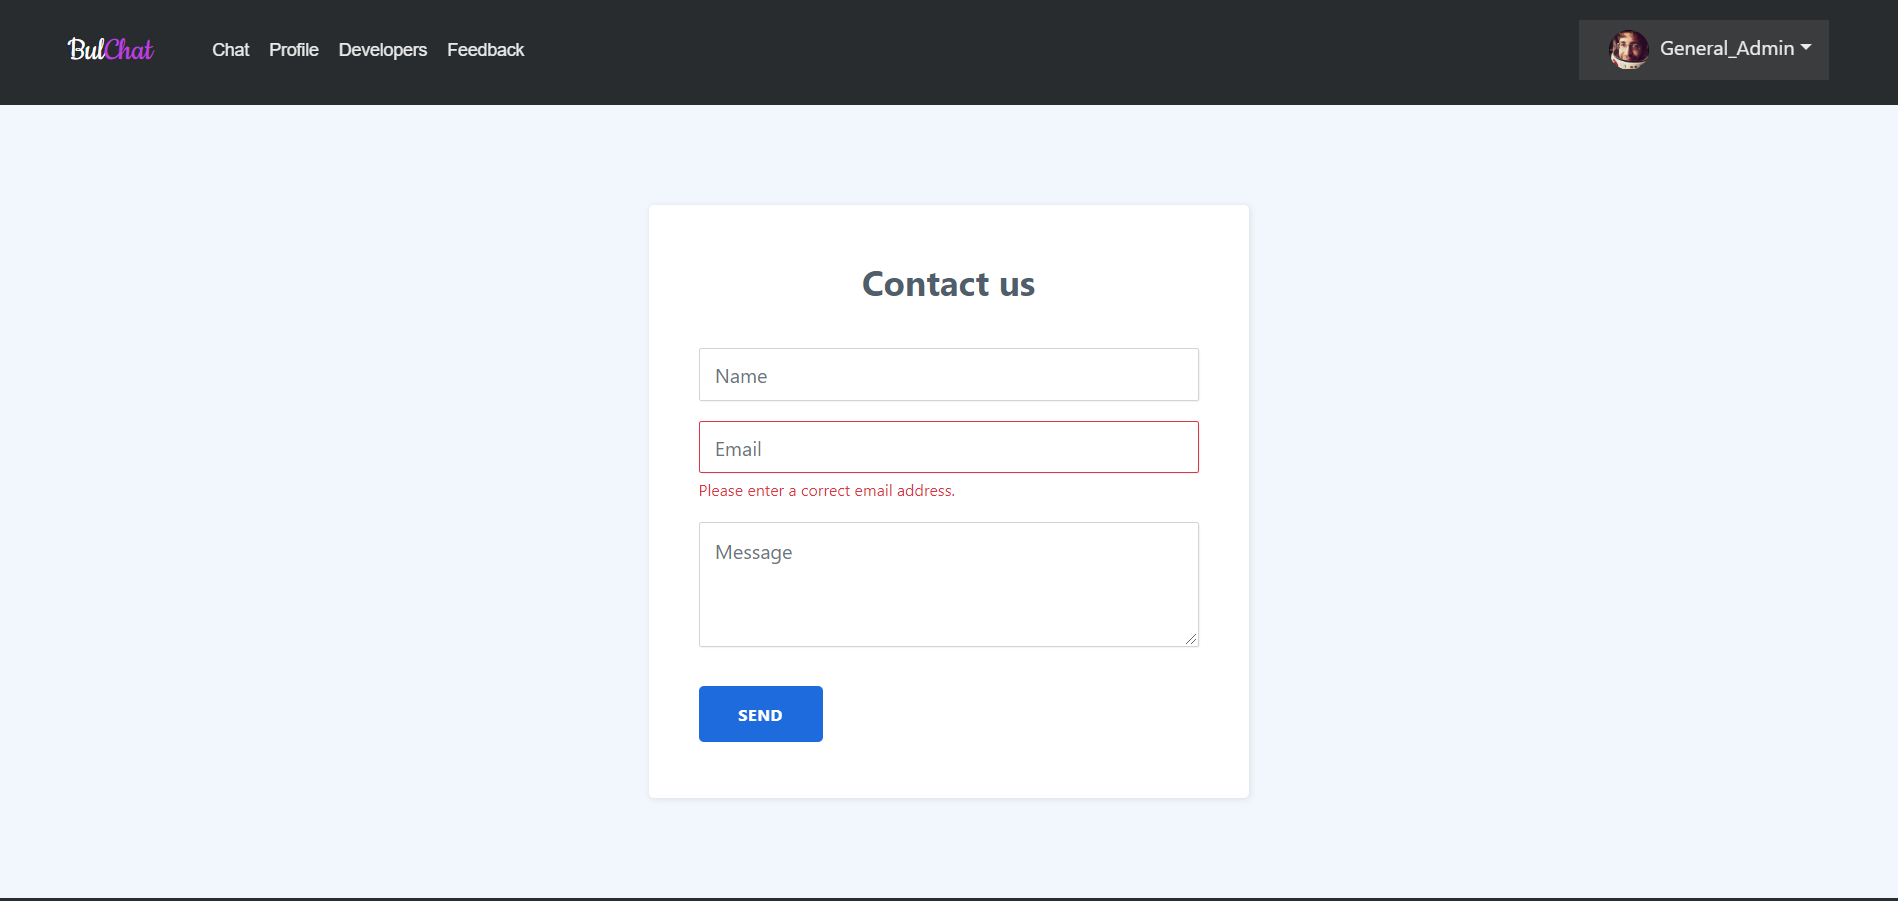 BulChat
Chat Profile Developers Feedback
General_Admin
Contact us
Name
Email
Please enter a correct email address.
Message
SEND